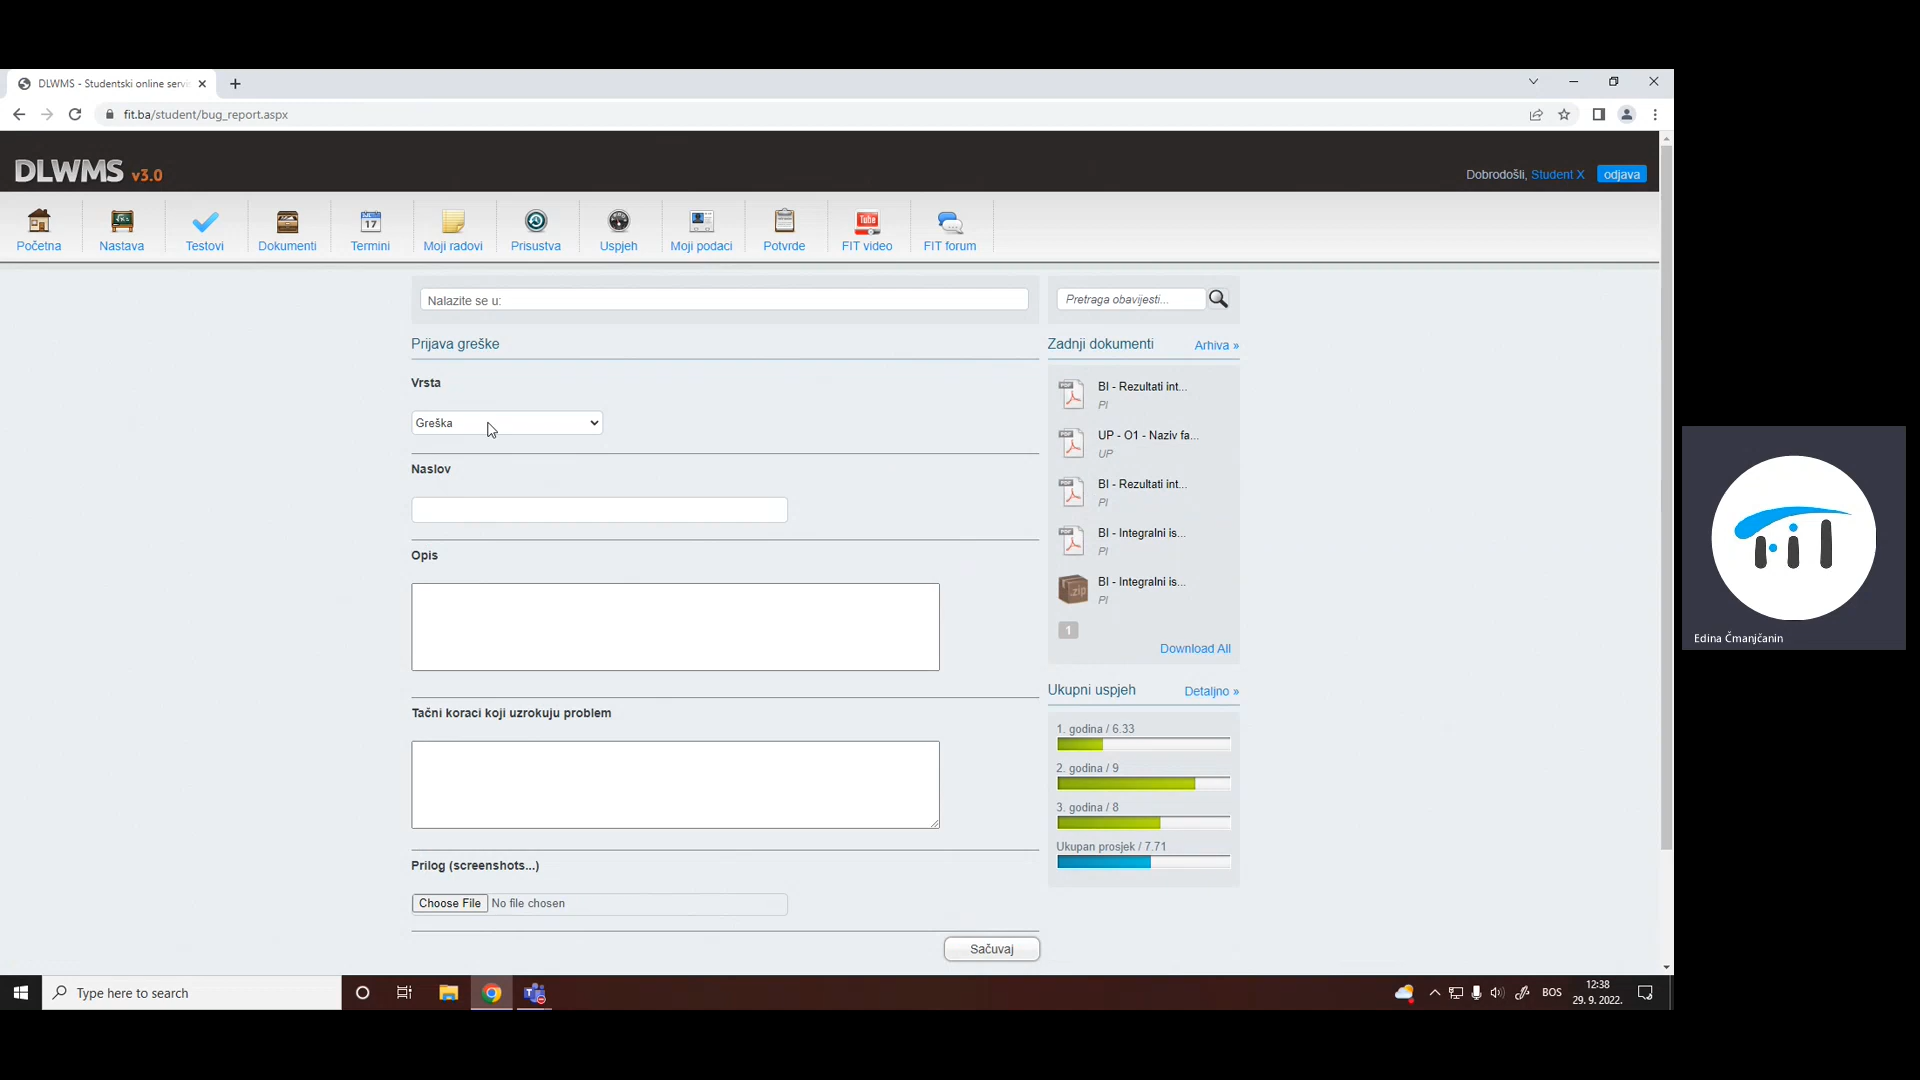 DLWMS - Studentski online servi
fit.ba/student/bug_report.aspx
DLWMS v3.0
Dobrodošli, Student X odjava
Početna Nastava Testovi Dokumenti Termini Moji radovi Prisustva Uspjeh Moji podaci Potvrde FIT video FIT forum
Nalazite se u:
Pretraga obavijesti...
Prijava greške
Vrsta
Greška
Naslov
Opis
Tačni koraci koji uzrokuju problem
Prilog (screenshots...)
Choose File No file chosen
Sačuvaj
Zadnji dokumenti Arhiva »
BI - Rezultati int...
PI
UP - O1 - Naziv fa...
UP
BI - Rezultati int...
PI
BI - Integralni is...
PI
BI - Integralni is...
PI
1
Download All
Ukupni uspjeh Detaljno »
1. godina / 6.33
2. godina / 9
3. godina / 8
Ukupan prosjek / 7.71
Edina Čmanjčanin
Type here to search
BOS
12:38
29. 9. 2022.